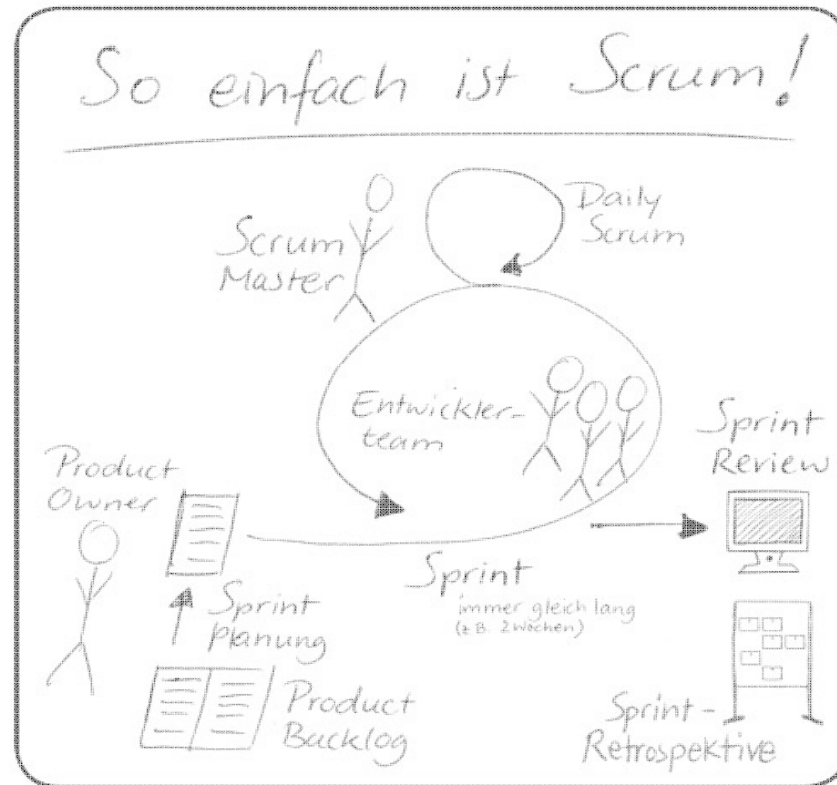 So einfach ist Scrum!
Scrum
Master
Daily
Scrum
Entwickler-
team
Product
Owner
Sprint
Review
Sprint
immer gleich lang
(z.B. 2 Wochen)
Sprint
planung
Product
Backlog
Sprint-
Retrospektive